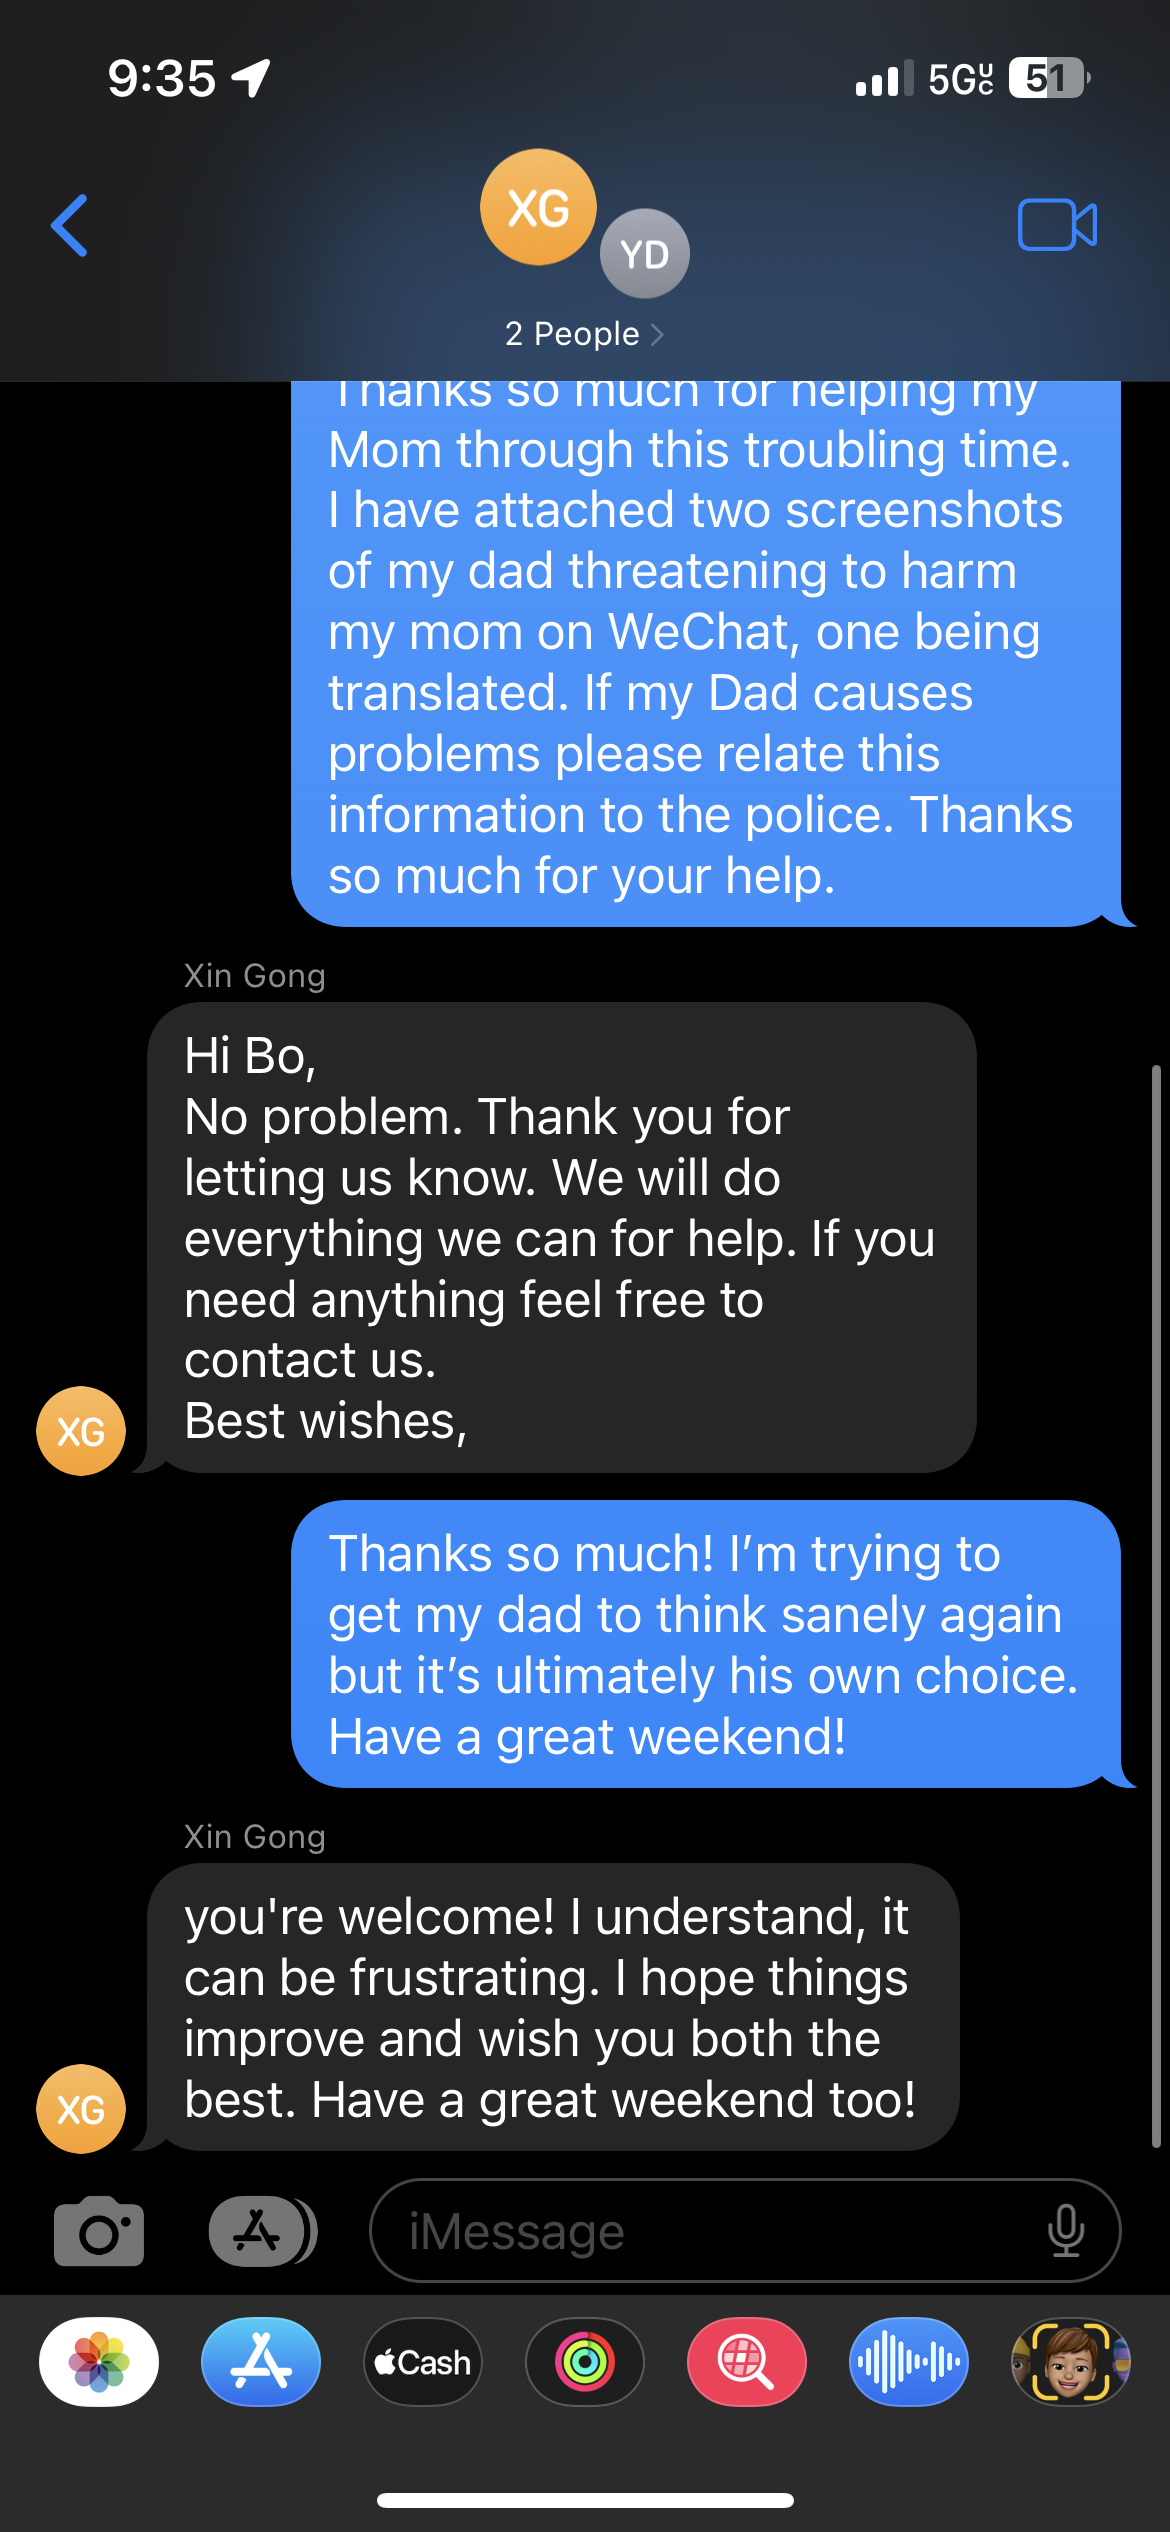 9:35
5GUC
51
XG
YD
2 People
Thanks so much for helping my
Mom through this troubling time.
I have attached two screenshots
of my dad threatening to harm
my mom on WeChat, one being
translated. If my Dad causes
problems please relate this
information to the police. Thanks
so much for your help.
Xin Gong
Hi Bo,
No problem. Thank you for
letting us know. We will do
everything we can for help. If you
need anything feel free to
contact us.
Best wishes,
XG
Thanks so much! I’m trying to
get my dad to think sanely again
but it’s ultimately his own choice.
Have a great weekend!
Xin Gong
you're welcome! I understand, it
can be frustrating. I hope things
improve and wish you both the
best. Have a great weekend too!
XG
iMessage
Cash